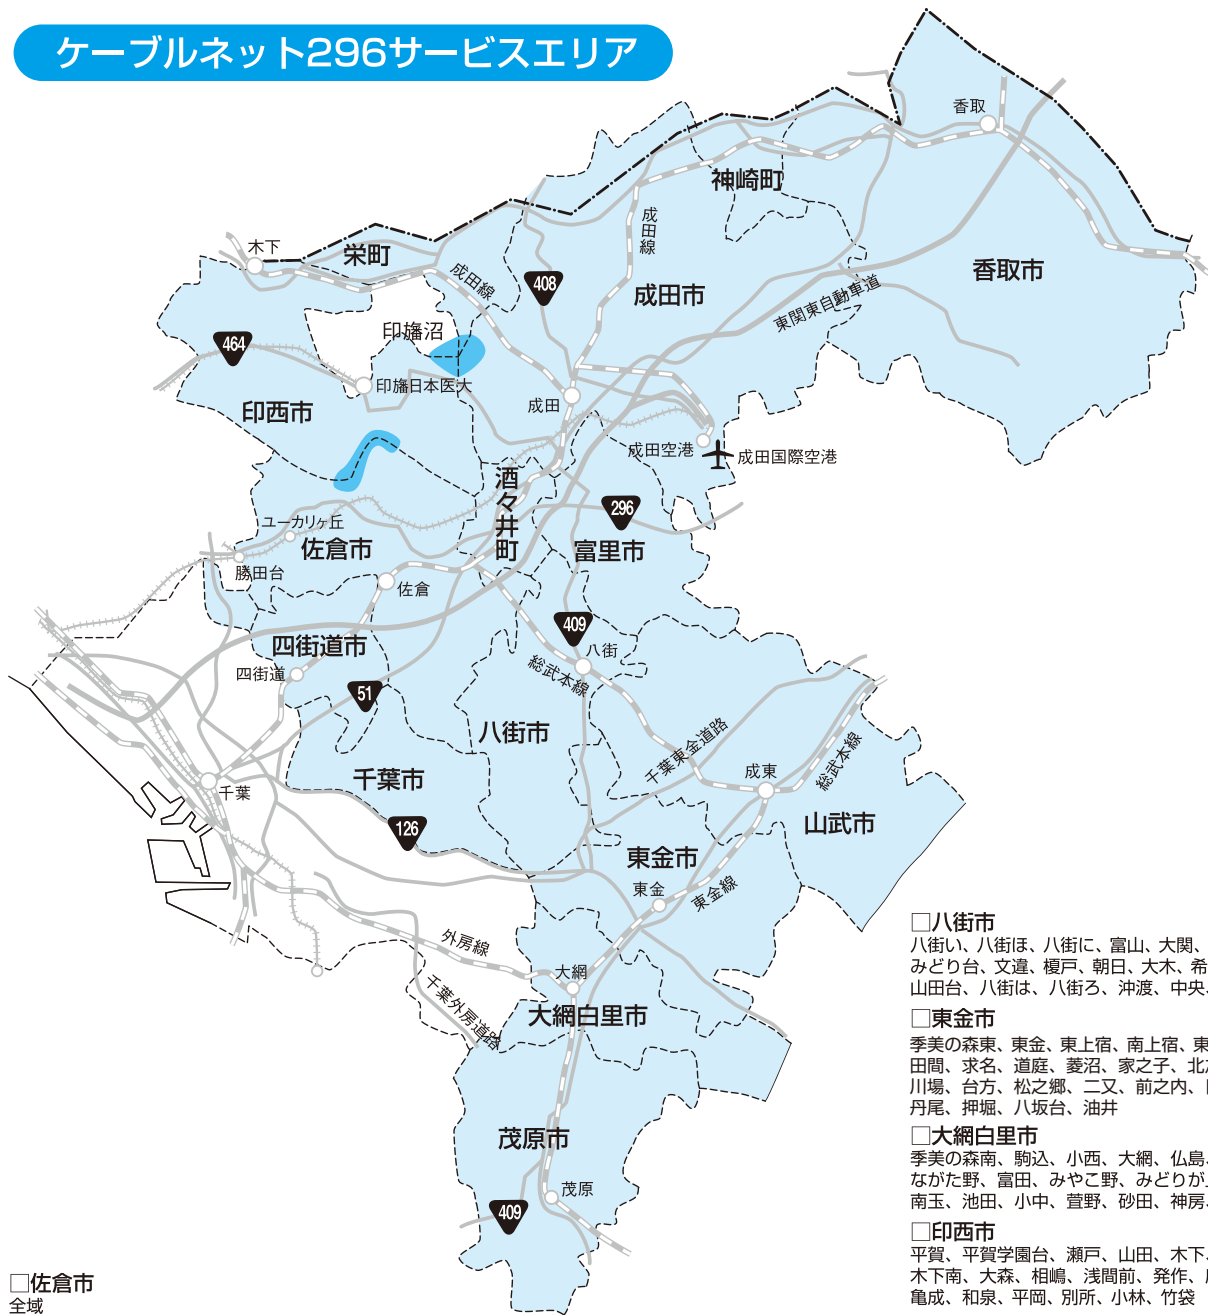 ケーブルネット296サービスエリア
香取
神崎町
成田線
木下
栄町
成田線
408
成田市
香取市
東関東自動車道
印旛沼
464
印旛日本医大
成田
印西市
成田空港
成田国際空港
酒々井町
296
ユーカリヶ丘
佐倉市
富里市
勝田台
佐倉
409
四街道市
八街
四街道
総武本線
51
八街市
千葉東金道路
千葉市
成東
総武本線
千葉
126
山武市
東金市
東金
東金線
外房線
大網
千葉外房道路
大網白里市
茂原市
茂原
409
□八街市
八街い、八街ほ、八街に、富山、大関、
みどり台、文違、榎戸、朝日、大木、希
山田台、八街は、八街ろ、沖渡、中央、
□東金市
季美の森東、東金、東上宿、南上宿、東
田間、求名、道庭、菱沼、家之子、北
川場、台方、松之郷、二又、前之内、
丹尾、押堀、八坂台、油井
□大網白里市
季美の森南、駒込、小西、大網、仏島、
ながた野、富田、みやこ野、みどりが
南玉、池田、小中、萱野、砂田、神房、
□印西市
平賀、平賀学園台、瀬戸、山田、木下、
木下南、大森、相嶋、浅間前、発作、
亀成、和泉、平岡、別所、小林、竹袋
□佐倉市
全域